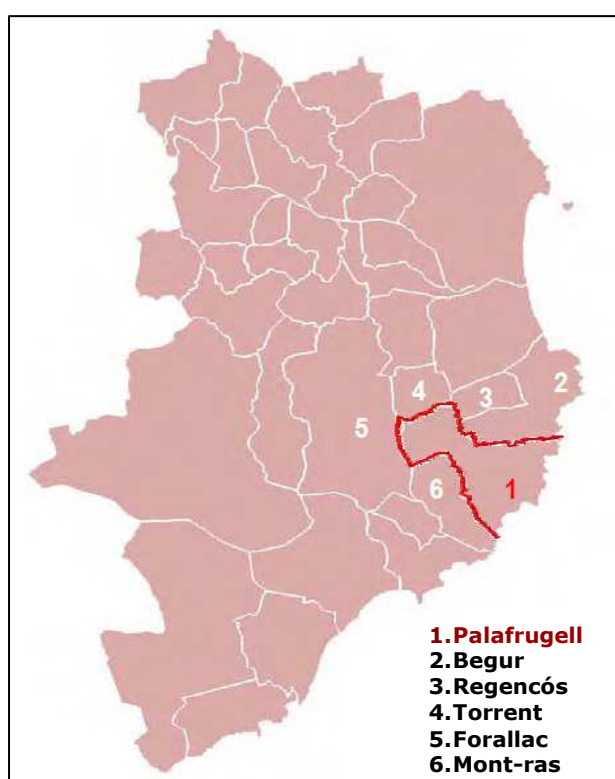 2
4
3
5
6
1
1.Palafrugell
2.Begur
3.Regencós
4.Torrent
5.Forallac
6.Mont-ras